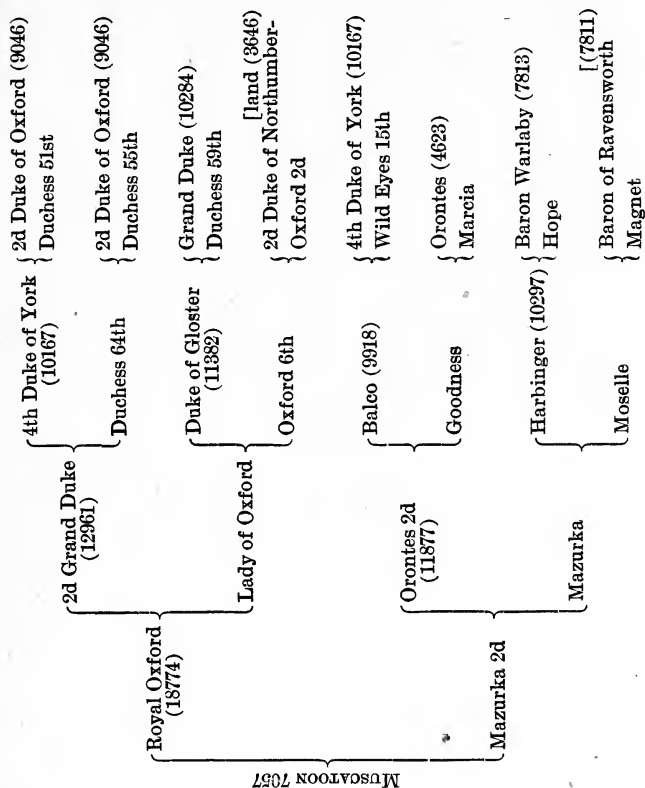 MUSCATOON 7057
Royal Oxford
(18774)
Mazurka 2d
2d Grand Duke
(12961)
Lady of Oxford
Orontes 2d
(11877)
Mazurka
4th Duke of York
(10167)
Duchess 64th
Duke of Gloster
(11382)
Oxford 6th
Balco (9918)
Goodness
Harbinger (10297)
Moselle
2d Duke of Oxford (9046)
Duchess 51st
2d Duke of Oxford (9046)
Duchess 55th
Grand Duke (10284)
Duchess 59th
[land (3646)
2d Duke of Northumber-
Oxford 2d
4th Duke of York (10167)
Wild Eyes 15th
Orontes (4623)
Marcia
Baron Warlaby (7813)
Hope
[(7811)
Baron of Ravensworth
Magnet